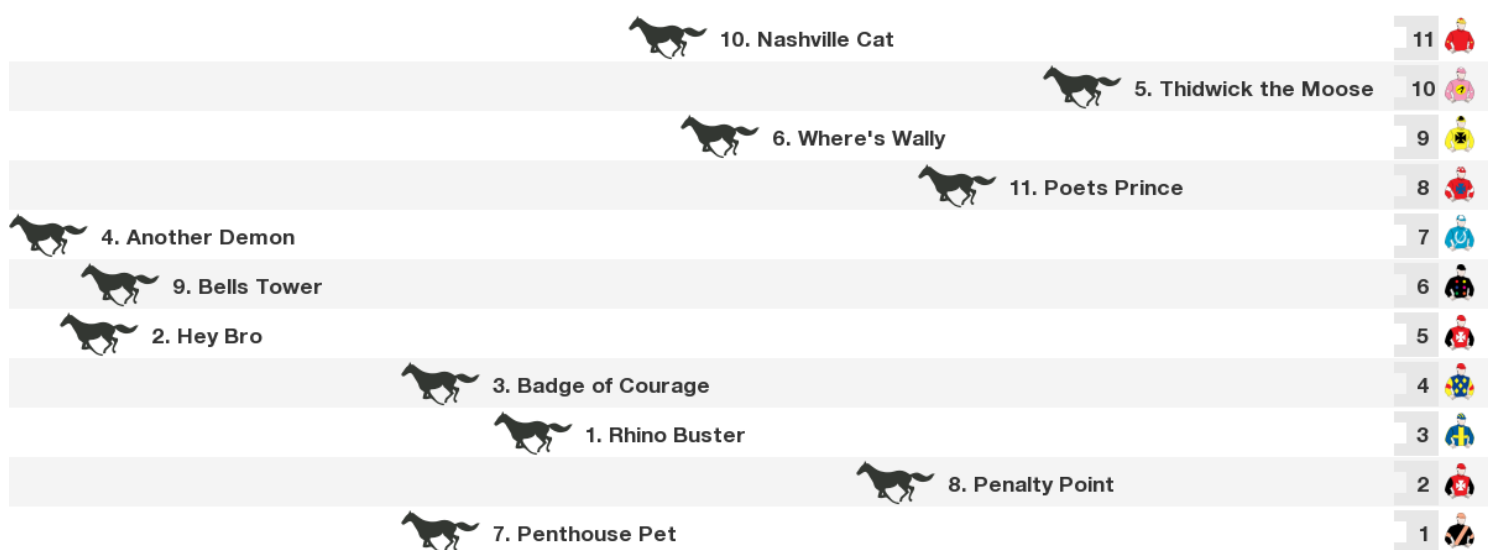 10. Nashville Cat 11
5. Thidwick the Moose 10
6. Where's Wally 9
11. Poets Prince 8
4. Another Demon 7
9. Bells Tower 6
2. Hey Bro 5
3. Badge of Courage 4
1. Rhino Buster 3
8. Penalty Point 2
7. Penthouse Pet 1